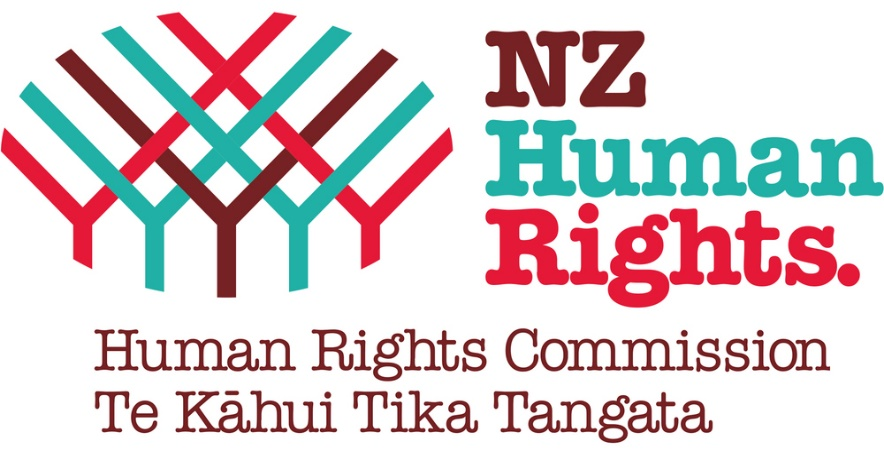 NZ
Human
Rights.
Human Rights Commission
Te Kāhui Tika Tangata